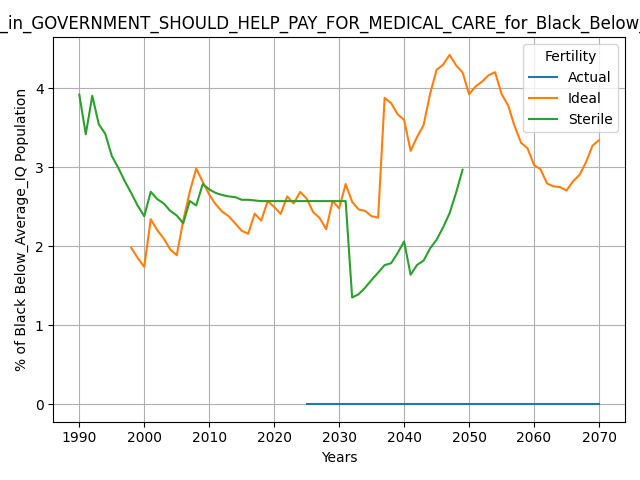 _in_GOVERNMENT_SHOULD_HELP_PAY_FOR_MEDICAL_CARE_for_Black_Below_
Fertility
Actual
Ideal
Sterile
% of Black Below_Average_IQ Population
4
3
2
1
0
1990 2000 2010 2020 2030 2040 2050 2060 2070
Years